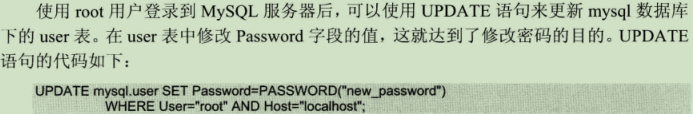 使用 root 用户登录到 MySQL 服务器后，可以使用 UPDATE 语句来更新 mysql 数据库
下的 user 表。在 user 表中修改 Password 字段的值，这就达到了修改密码的目的。UPDATE
语句的代码如下：
UPDATE mysql.user SET Password=PASSWORD("new_password")
WHERE User="root" AND Host="localhost";